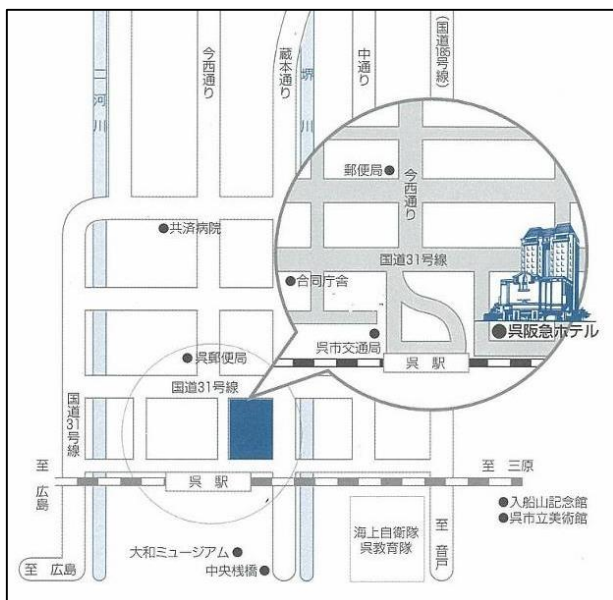 二河川
今西通り
蔵本通り
堺川
中通り
(国道185号線)
郵便局
今西通り
共済病院
国道31号線
合同庁舎
呉阪急ホテル
呉市交通局
呉駅
呉郵便局
国道31号線
国道31号線
至広島
呉駅
至 三原
入船山記念館
呉市立美術館
海上自衛隊
呉教育隊
大和ミュージアム
中央桟橋
至 広島
至 音戸